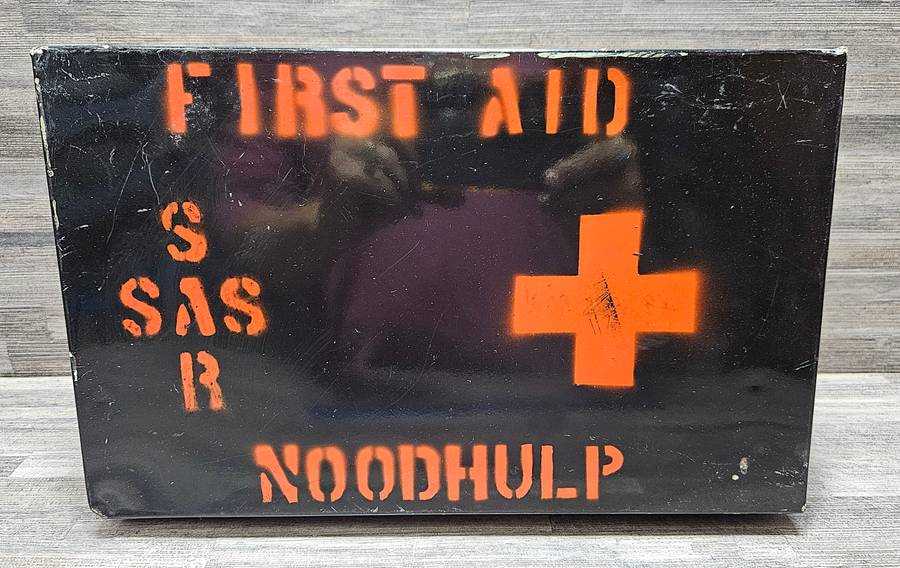 FIRST AID
S
SAS
R
NOODHULP